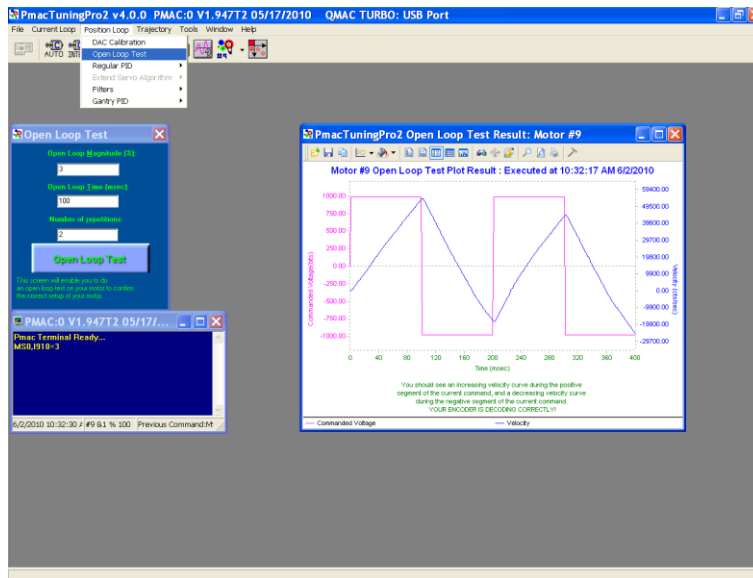 PmacTuningPro2 v4.0.0  PMAC:0 V1.947T2 05/17/2010    QMAC TURBO: USB Port
File Current Loop Position Loop Trajectory Tools Window Help
AUTO
DAC Calibration
Open Loop Test
Regular PID
Extend Servo Algorithm
Filters
Gantry PID
Open Loop Test
Open Loop Magnitude (%):
3
Open Loop Time (msec):
100
Number of repetitions:
2
Open Loop Test
This screen will enable you to do
an open loop test on your motor to confirm
the correct setup of your motor.
PMAC:0 V1.947T2 05/17/...
Pmac Terminal Ready...
MS0,I910=3
6/2/2010 10:32:30 #9 &1 % 100 Previous Command:M
PmacTuningPro2 Open Loop Test Result: Motor #9
Motor #9 Open Loop Test Plot Result : Executed at 10:32:17 AM 6/2/2010
Commanded Voltage(bits)
1000.00
750.00
500.00
250.00
0.00
-250.00
-500.00
-750.00
-1000.00
59400.00
49500.00
39600.00
29700.00
19800.00
9900.00
0.00
-9900.00
-19800.00
-29700.00
Velocity (cts/sec)
0 40 80 120 160 200 240 280 320 360 400
Time (msec)
You should see an increasing velocity curve during the positive
segment of the current command, and a decreasing velocity curve
during the negative segment of the current command.
YOUR ENCODER IS DECODING CORRECTLY!
Commanded Voltage
Velocity